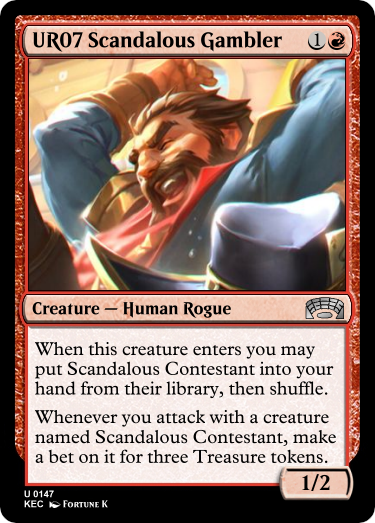 UR07 Scandalous Gambler 1
Creature — Human Rogue
When this creature enters you may
put Scandalous Contestant into your
hand from their library, then shuffle.
Whenever you attack with a creature
named Scandalous Contestant, make
a bet on it for three Treasure tokens.
1/2
U 0147
KEC Fortune K